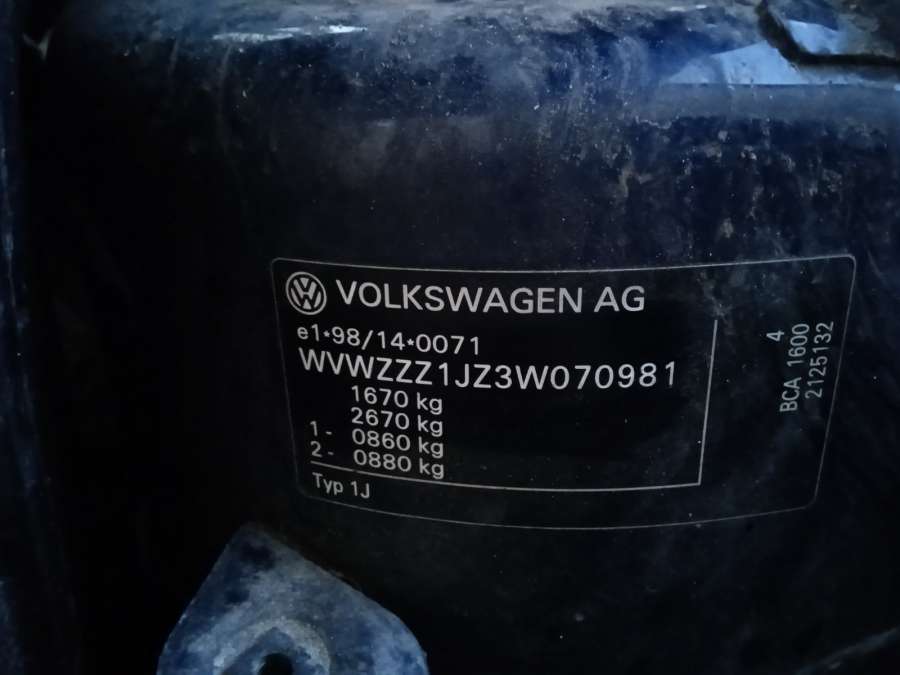 VOLKSWAGEN AG
e1*98/14*0071
WVWZZZ1JZ3W070981
1670 kg
2670 kg
1 - 0860 kg
2 - 0880 kg
Typ 1J
4
BCA 1600
2125132